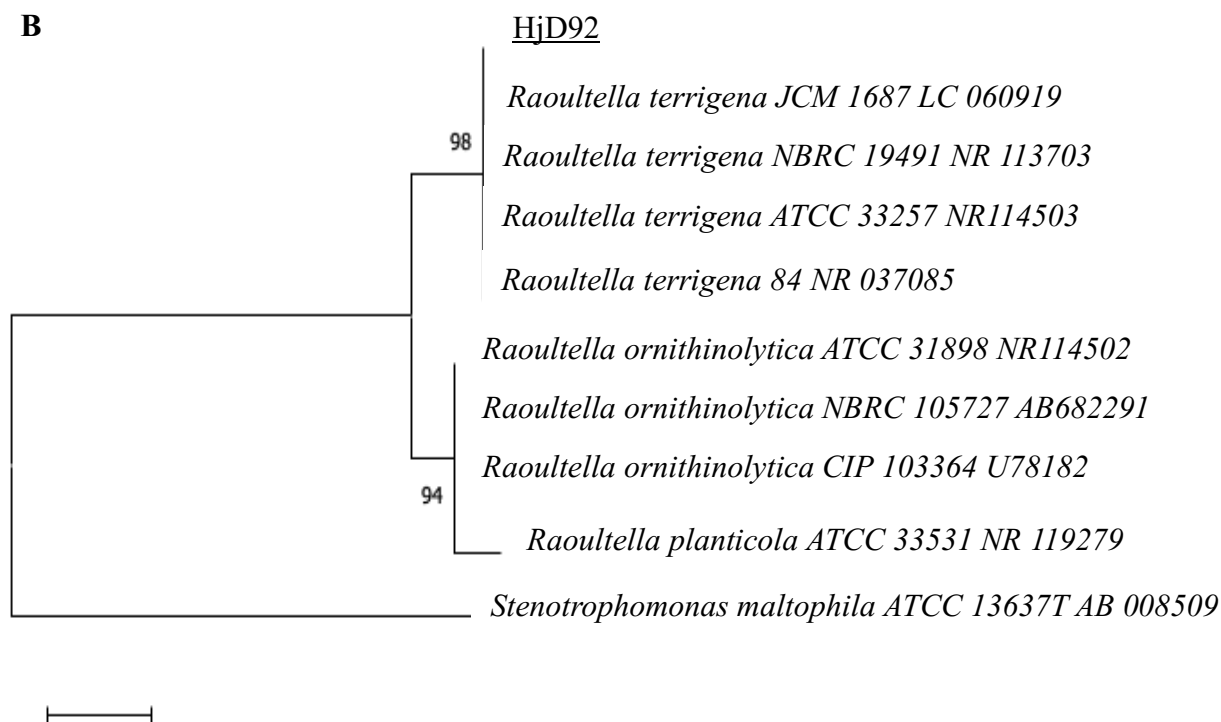 B
HjD92
Raoultella terrigena JCM 1687 LC 060919
Raoultella terrigena NBRC 19491 NR 113703
98
Raoultella terrigena ATCC 33257 NR114503
Raoultella terrigena 84 NR 037085
Raoultella ornithinolytica ATCC 31898 NR114502
Raoultella ornithinolytica NBRC 105727 AB682291
Raoultella ornithinolytica CIP 103364 U78182
94
Raoultella planticola ATCC 33531 NR 119279
Stenotrophomonas maltophila ATCC 13637T AB 008509